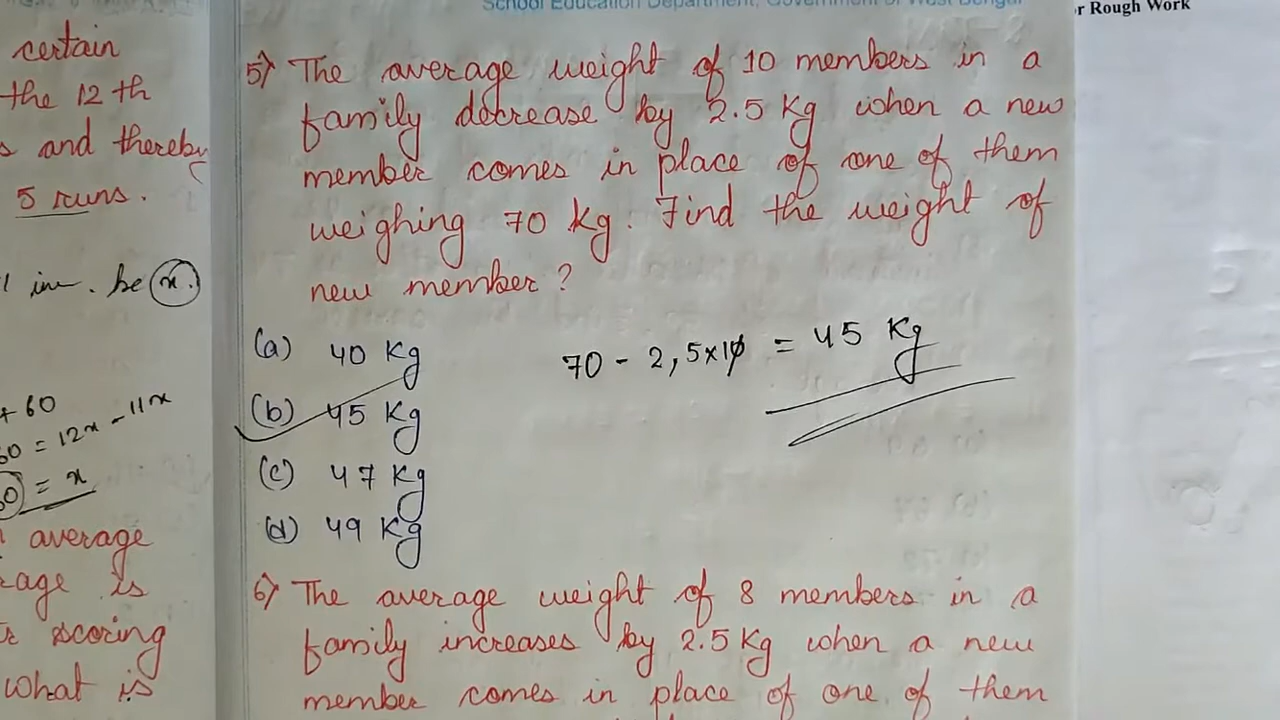 School Education Department, Government of West Bengal
r Rough Work
certain
the 12 th
s and thereby
5 runs.
be x.
+ 60
60 = 12x - 11x
= x
average
rage is
scoring
what is
5) The average weight of 10 members in a
family decrease by 2.5 Kg when a new
member comes in place of one of them
weighing 70 kg. Find the weight of
new member?
(a) 40 Kg
70 - 2,5x10 = 45 Kg
(b) 45 Kg
(c) 47 Kg
(d) 49 Kg
6) The average weight of 8 members in a
family increases by 2.5 Kg when a new
member comes in place of one of them